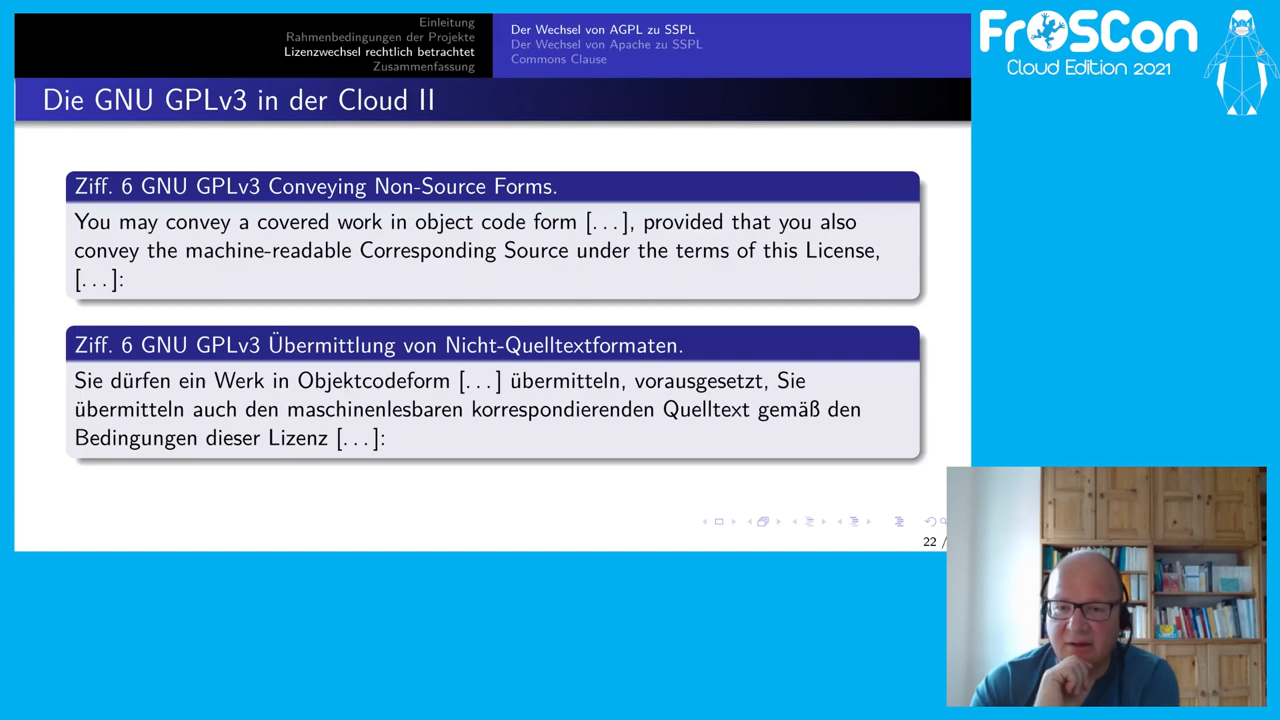 Einleitung
Rahmenbedingungen der Projekte
Lizenzwechsel rechtlich betrachtet
Zusammenfassung
Der Wechsel von AGPL zu SSPL
Der Wechsel von Apache zu SSPL
Commons Clause
FrOSCon
Cloud Edition 2021
Die GNU GPLv3 in der Cloud II
Ziff. 6 GNU GPLv3 Conveying Non-Source Forms.
You may convey a covered work in object code form [...], provided that you also
convey the machine-readable Corresponding Source under the terms of this License,
[...]:
Ziff. 6 GNU GPLv3 Übermittlung von Nicht-Quelltextformaten.
Sie dürfen ein Werk in Objektcodeform [...] übermitteln, vorausgesetzt, Sie
übermitteln auch den maschinenlesbaren korrespondierenden Quelltext gemäß den
Bedingungen dieser Lizenz [...]:
22 /